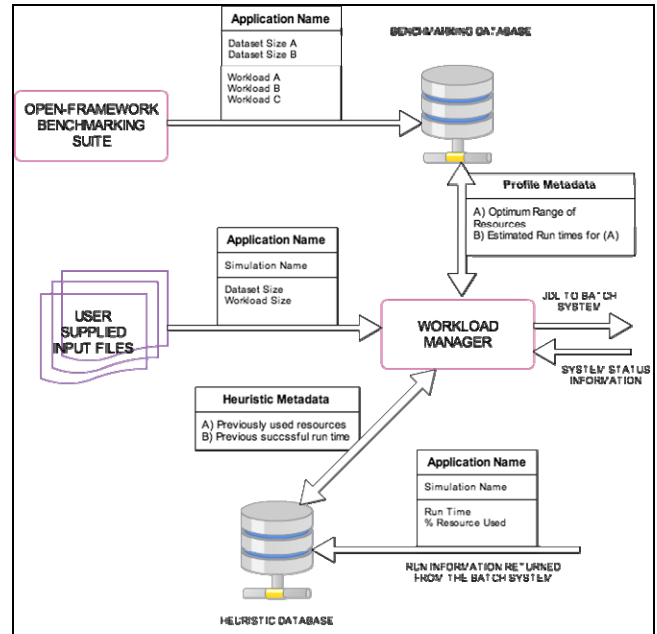 Application Name
Dataset Size A
Dataset Size B
Workload A
Workload B
Workload C
BENCHMARKING DATABASE
OPEN-FRAMEWORK
BENCHMARKING
SUITE
Profile Metadata
A) Optimum Range of
Resources
B) Estimated Run times for (A)
Application Name
Simulation Name
Dataset Size
Workload Size
USER
SUPPLIED
INPUT FILES
WORKLOAD
MANAGER
JDL TO BATCH
SYSTEM
SYSTEM STATUS
INFORMATION
Heuristic Metadata
A) Previously used resources
B) Previous succssful run time
Application Name
Simulation Name
Run Time
% Resource Used
RUN INFORMATION RETURNED
FROM THE BATCH SYSTEM
HEURISTIC DATABASE